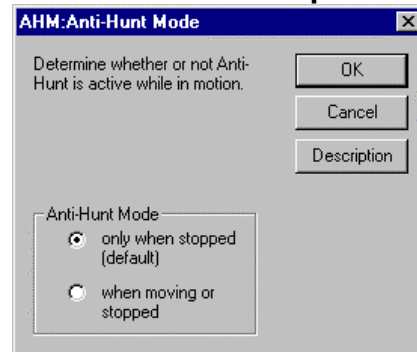 AHM:Anti-Hunt Mode
Determine whether or not Anti-
Hunt is active while in motion.
OK
Cancel
Description
Anti-Hunt Mode
only when stopped
(default)
when moving or
stopped